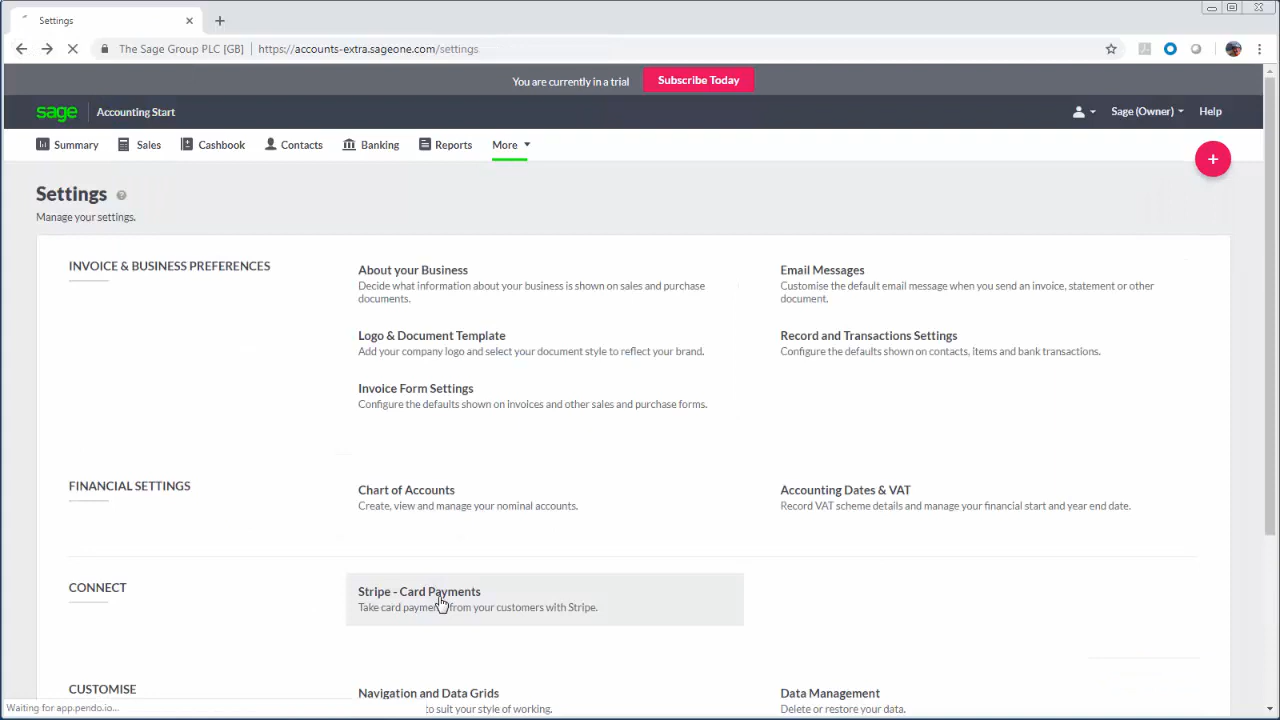 Settings
The Sage Group PLC [GB] https://accounts-extra.sageone.com/settings
You are currently in a trial Subscribe Today
sage Accounting Start Sage (Owner) Help
Summary Sales Cashbook Contacts Banking Reports More
+
Settings ?
Manage your settings.
INVOICE & BUSINESS PREFERENCES
About your Business
Decide what information about your business is shown on sales and purchase
documents.
Email Messages
Customise the default email message when you send an invoice, statement or other
document.
Logo & Document Template
Add your company logo and select your document style to reflect your brand.
Record and Transactions Settings
Configure the defaults shown on contacts, items and bank transactions.
Invoice Form Settings
Configure the defaults shown on invoices and other sales and purchase forms.
FINANCIAL SETTINGS
Chart of Accounts
Create, view and manage your nominal accounts.
Accounting Dates & VAT
Record VAT scheme details and manage your financial start and year end date.
CONNECT
Stripe - Card Payments
Take card payments from your customers with Stripe.
CUSTOMISE
Navigation and Data Grids
to suit your style of working.
Data Management
Delete or restore your data.
Waiting for app.pendo.io...